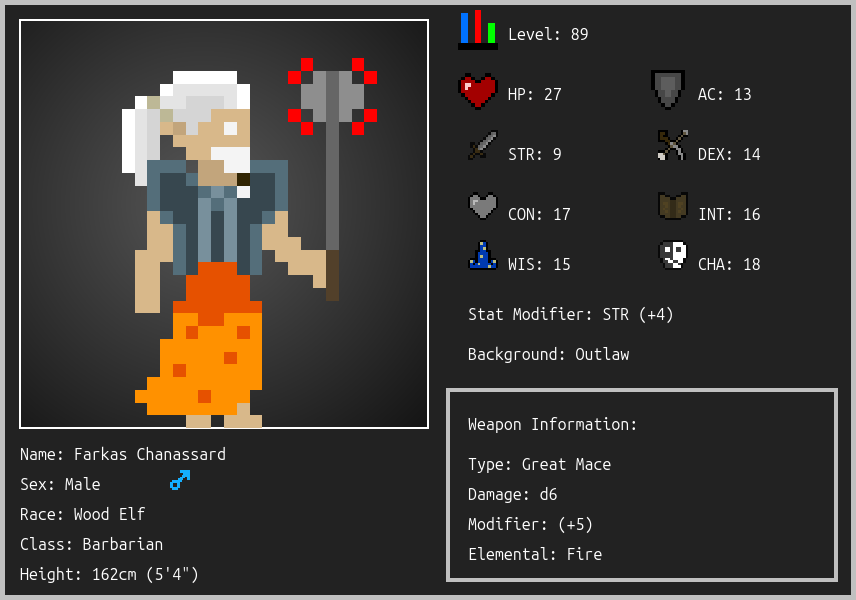 Level: 89
HP: 27
AC: 13
STR: 9
DEX: 14
CON: 17
INT: 16
WIS: 15
CHA: 18
Stat Modifier: STR (+4)
Background: Outlaw
Weapon Information:
Type: Great Mace
Damage: d6
Modifier: (+5)
Elemental: Fire
Name: Farkas Chanassard
Sex: Male
Race: Wood Elf
Class: Barbarian
Height: 162cm (5'4")